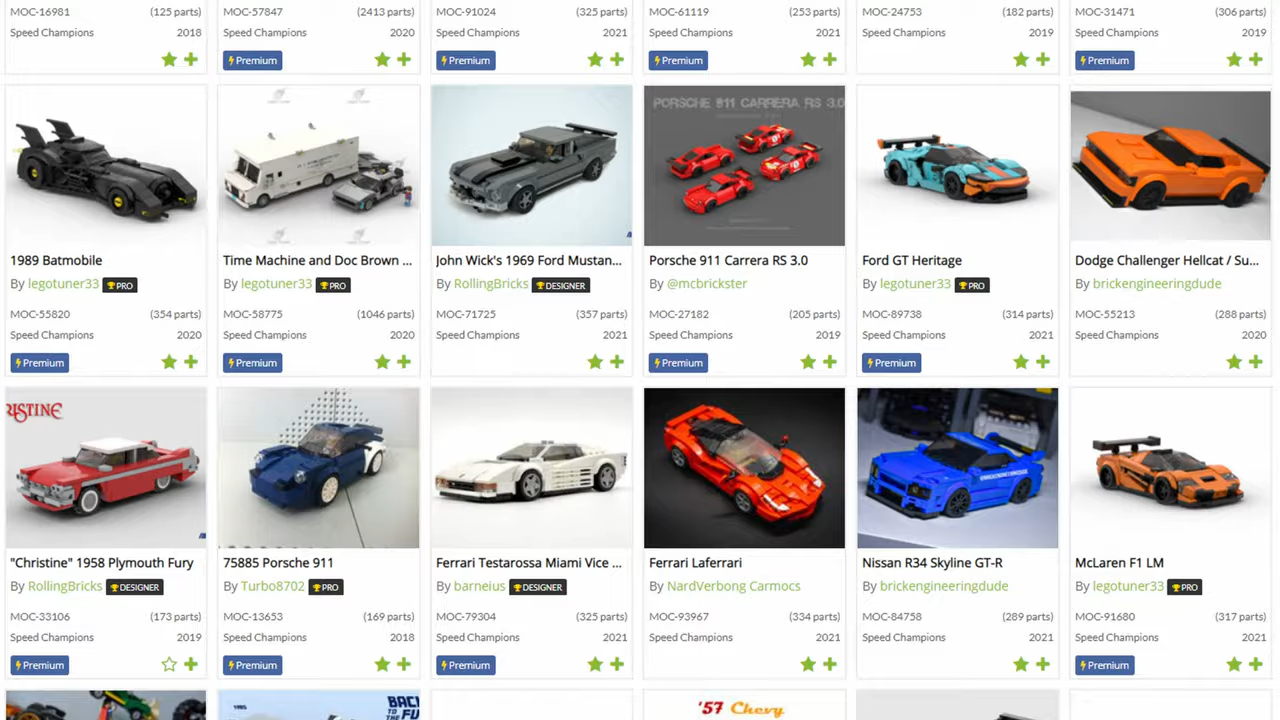 MOC-16981 (125 parts) MOC-57847 (2413 parts) MOC-91024 (325 parts) MOC-61119 (253 parts) MOC-24753 (182 parts) MOC-31471 (306 parts)
Speed Champions 2018 Speed Champions 2020 Speed Champions 2021 Speed Champions 2021 Speed Champions 2019 Speed Champions 2019
Premium Premium Premium Premium Premium
PORSCHE 911 CARRERA RS 3.0
1989 Batmobile Time Machine and Doc Brown ... John Wick's 1969 Ford Mustan... Porsche 911 Carrera RS 3.0 Ford GT Heritage Dodge Challenger Hellcat / Su...
By legotuner33 PRO By legotuner33 PRO By RollingBricks DESIGNER By @mcbrickster By legotuner33 PRO By brickengineeringdude
MOC-55820 (354 parts) MOC-58775 (1046 parts) MOC-71725 (357 parts) MOC-27182 (205 parts) MOC-89738 (314 parts) MOC-55213 (288 parts)
Speed Champions 2020 Speed Champions 2020 Speed Champions 2021 Speed Champions 2019 Speed Champions 2021 Speed Champions 2020
Premium Premium Premium Premium
RISTINE
"Christine" 1958 Plymouth Fury 75885 Porsche 911 Ferrari Testarossa Miami Vice ... Ferrari Laferrari Nissan R34 Skyline GT-R McLaren F1 LM
By RollingBricks DESIGNER By Turbo8702 PRO By barneius DESIGNER By NardVerbong Carmocs By brickengineeringdude By legotuner33 PRO
MOC-33106 (173 parts) MOC-13653 (169 parts) MOC-79304 (325 parts) MOC-93967 (334 parts) MOC-84758 (289 parts) MOC-91680 (317 parts)
Speed Champions 2019 Speed Champions 2018 Speed Champions 2021 Speed Champions 2021 Speed Champions 2021 Speed Champions 2021
Premium Premium Premium Premium
1985 BACK '57 Chevy
TO THE FU